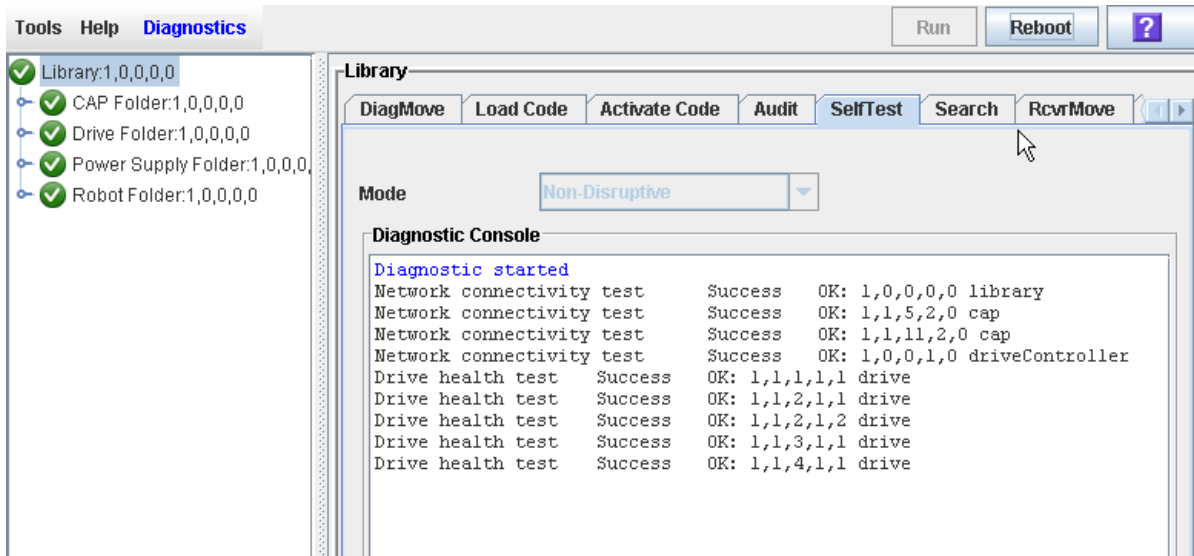 Tools Help Diagnostics Run Reboot ?
Library:1,0,0,0,0
CAP Folder:1,0,0,0,0
Drive Folder:1,0,0,0,0
Power Supply Folder:1,0,0,0,
Robot Folder:1,0,0,0,0
Library
DiagMove Load Code Activate Code Audit SelfTest Search RcvrMove
Mode Non-Disruptive
Diagnostic Console
Diagnostic started
Network connectivity test Success OK: 1,0,0,0,0 library
Network connectivity test Success OK: 1,1,5,2,0 cap
Network connectivity test Success OK: 1,1,11,2,0 cap
Network connectivity test Success OK: 1,0,0,1,0 driveController
Drive health test Success OK: 1,1,1,1,1 drive
Drive health test Success OK: 1,1,2,1,1 drive
Drive health test Success OK: 1,1,2,1,2 drive
Drive health test Success OK: 1,1,3,1,1 drive
Drive health test Success OK: 1,1,4,1,1 drive